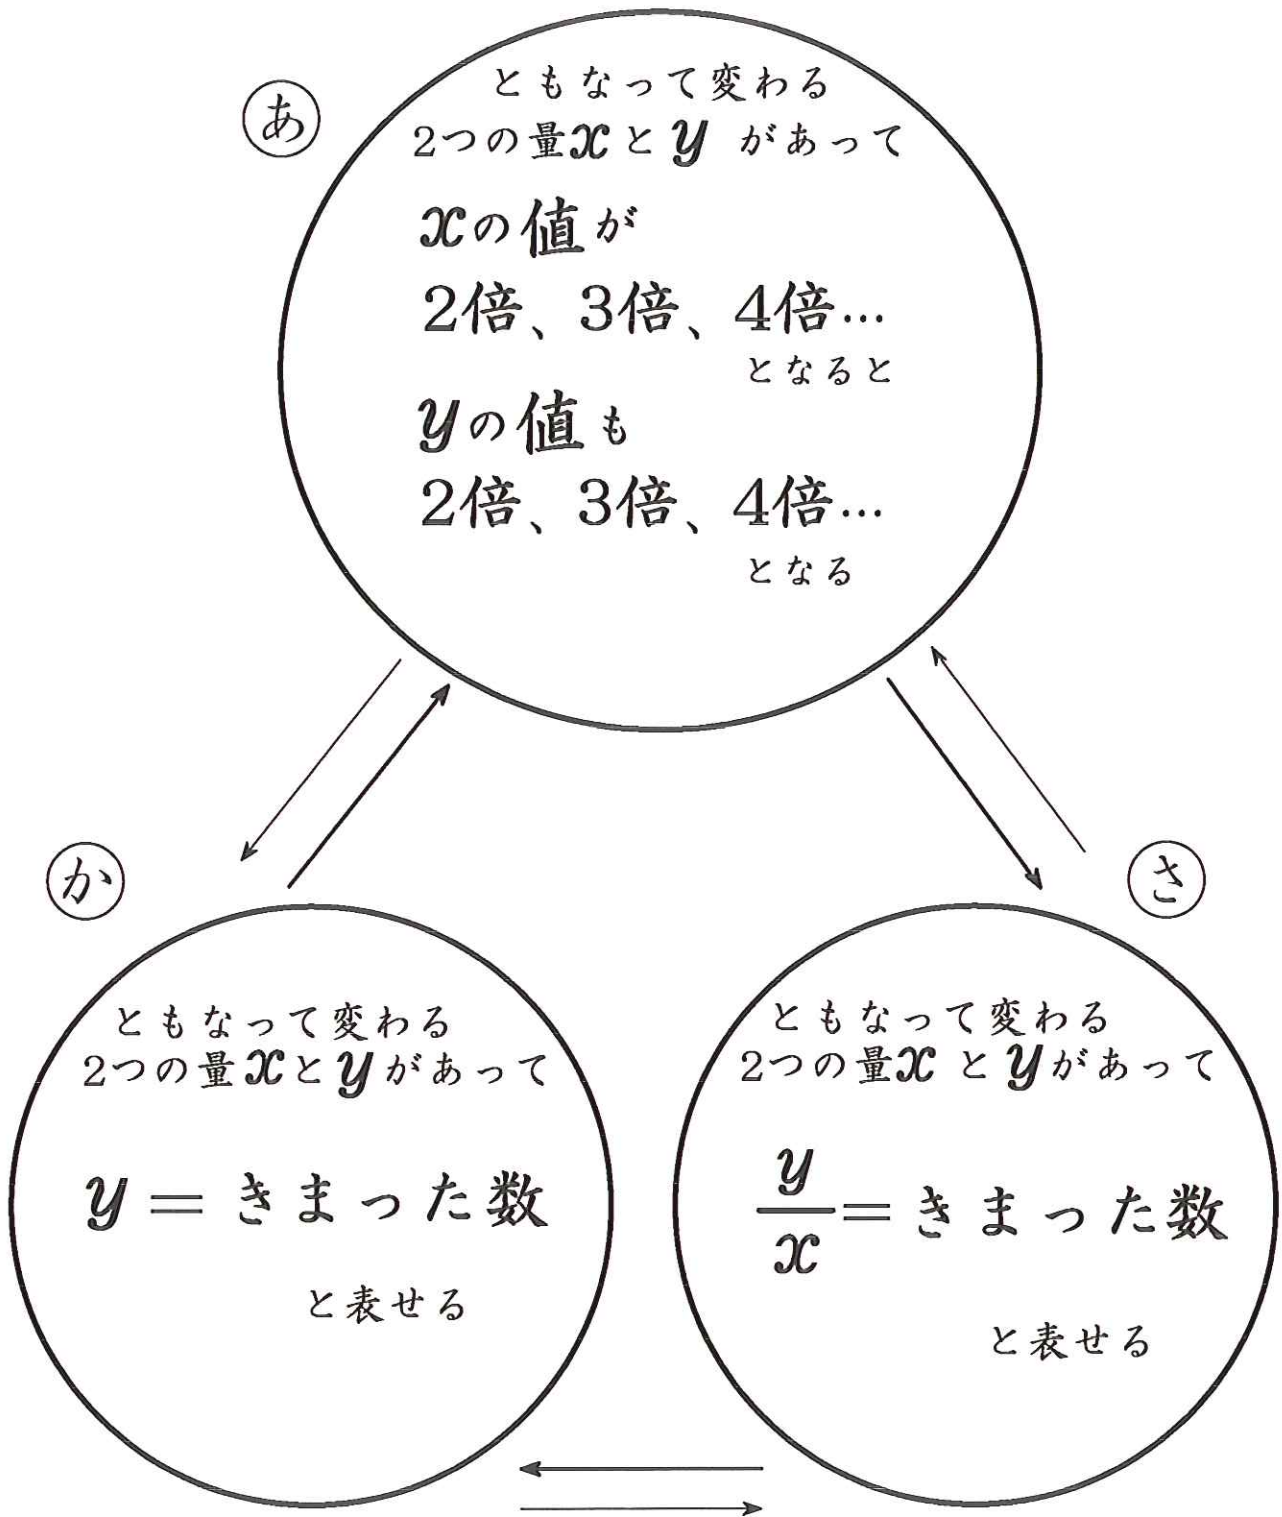 あ
ともなって変わる
2つの量xとy があって
xの値が
2倍、3倍、4倍…
となると
yの値も
2倍、3倍、4倍…
となる
か
ともなって変わる
2つの量xとyがあって
y=きまった数
と表せる
さ
ともなって変わる
2つの量xとyがあって
y/x=きまった数
と表せる